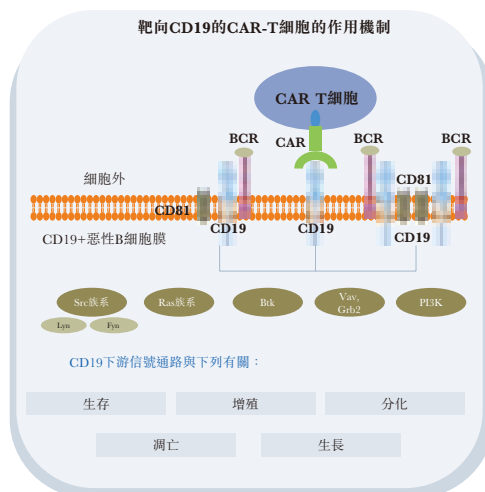 靶向CD19的CAR-T細胞的作用機制
CAR T細胞
BCR
CAR
BCR
BCR
細胞外
CD81
CD81
CD19
CD19
CD19+惡性B細胞膜
CD19
Src族系
Ras族系
Btk
Vav,
Grb2
PI3K
Lyn
Fyn
CD19下游信號通路與下列有關：
生存
增殖
分化
凋亡
生長